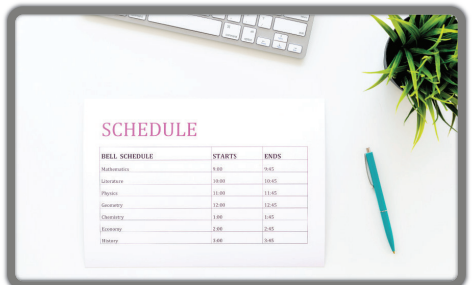 SCHEDULE
BELL SCHEDULE STARTS ENDS
Mathematics 9:00 9:45
Literature 10:00 10:45
Physics 11:00 11:45
Geometry 12:00 12:45
Chemistry 1:00 1:45
Economy 2:00 2:45
History 3:00 3:45